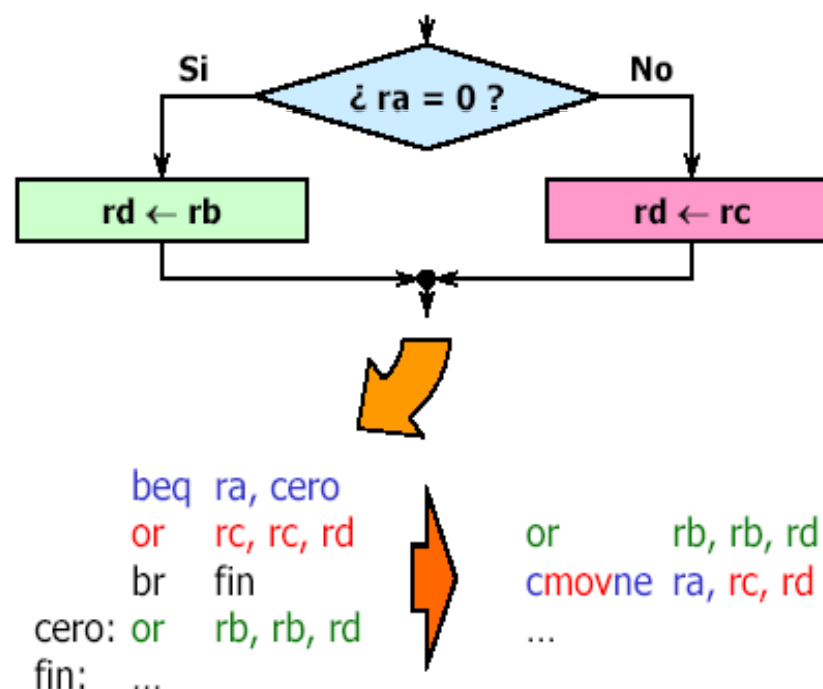 Si
¿ ra = 0 ?
No
rd ← rb
rd ← rc
beq ra, cero
or rc, rc, rd
br fin
cero: or rb, rb, rd
fin: ...
or rb, rb, rd
cmovne ra, rc, rd
...